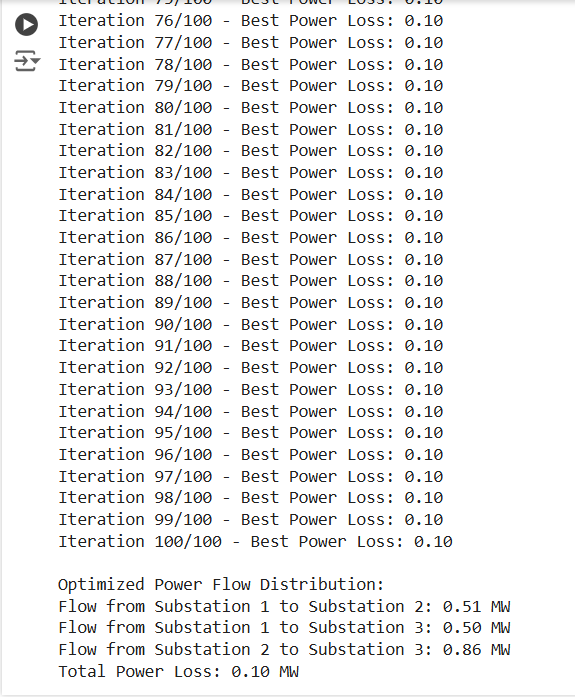 Iteration 75/100 - Best Power Loss: 0.10
Iteration 76/100 - Best Power Loss: 0.10
Iteration 77/100 - Best Power Loss: 0.10
Iteration 78/100 - Best Power Loss: 0.10
Iteration 79/100 - Best Power Loss: 0.10
Iteration 80/100 - Best Power Loss: 0.10
Iteration 81/100 - Best Power Loss: 0.10
Iteration 82/100 - Best Power Loss: 0.10
Iteration 83/100 - Best Power Loss: 0.10
Iteration 84/100 - Best Power Loss: 0.10
Iteration 85/100 - Best Power Loss: 0.10
Iteration 86/100 - Best Power Loss: 0.10
Iteration 87/100 - Best Power Loss: 0.10
Iteration 88/100 - Best Power Loss: 0.10
Iteration 89/100 - Best Power Loss: 0.10
Iteration 90/100 - Best Power Loss: 0.10
Iteration 91/100 - Best Power Loss: 0.10
Iteration 92/100 - Best Power Loss: 0.10
Iteration 93/100 - Best Power Loss: 0.10
Iteration 94/100 - Best Power Loss: 0.10
Iteration 95/100 - Best Power Loss: 0.10
Iteration 96/100 - Best Power Loss: 0.10
Iteration 97/100 - Best Power Loss: 0.10
Iteration 98/100 - Best Power Loss: 0.10
Iteration 99/100 - Best Power Loss: 0.10
Iteration 100/100 - Best Power Loss: 0.10
Optimized Power Flow Distribution:
Flow from Substation 1 to Substation 2: 0.51 MW
Flow from Substation 1 to Substation 3: 0.50 MW
Flow from Substation 2 to Substation 3: 0.86 MW
Total Power Loss: 0.10 MW